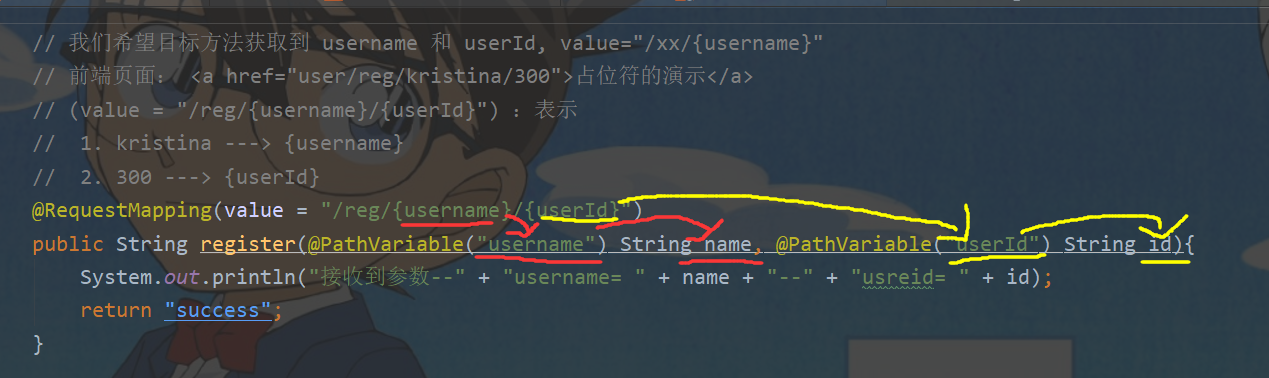 // 我们希望目标方法获取到 username 和 userId, value="/xx/{username}"
// 前端页面： <a href="user/reg/kristina/300">占位符的演示</a>
// (value = "/reg/{username}/{userId}") ：表示
//  1. kristina ---> {username}
//  2. 300 ---> {userId}
@RequestMapping(value = "/reg/{username}/{userId}")
public String register(@PathVariable("username") String name, @PathVariable("userId") String id){
    System.out.println("接收到参数--" + "username= " + name + "--" + "usreid= " + id);
    return "success";
}